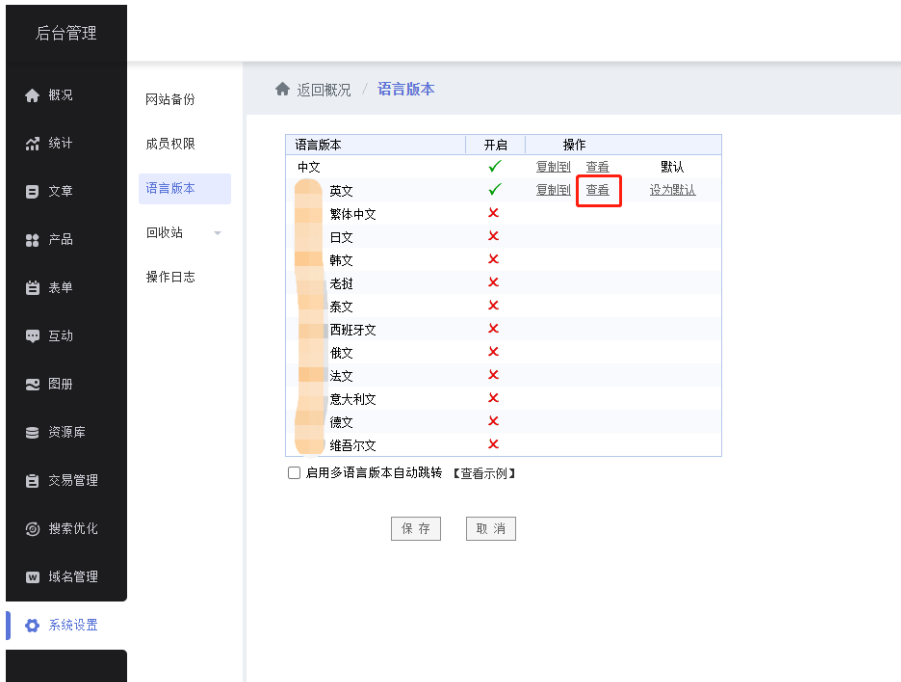 后台管理
概况
统计
文章
产品
表单
互动
图册
资源库
交易管理
搜索优化
域名管理
系统设置
网站备份
成员权限
语言版本
回收站
操作日志
返回概况 / 语言版本
语言版本 开启 操作
中文 复制到 查看 默认
英文 复制到 查看 设为默认
繁体中文
日文
韩文
老挝
泰文
西班牙文
俄文
法文
意大利文
德文
维吾尔文
启用多语言版本自动跳转 【查看示例】
保 存 取 消